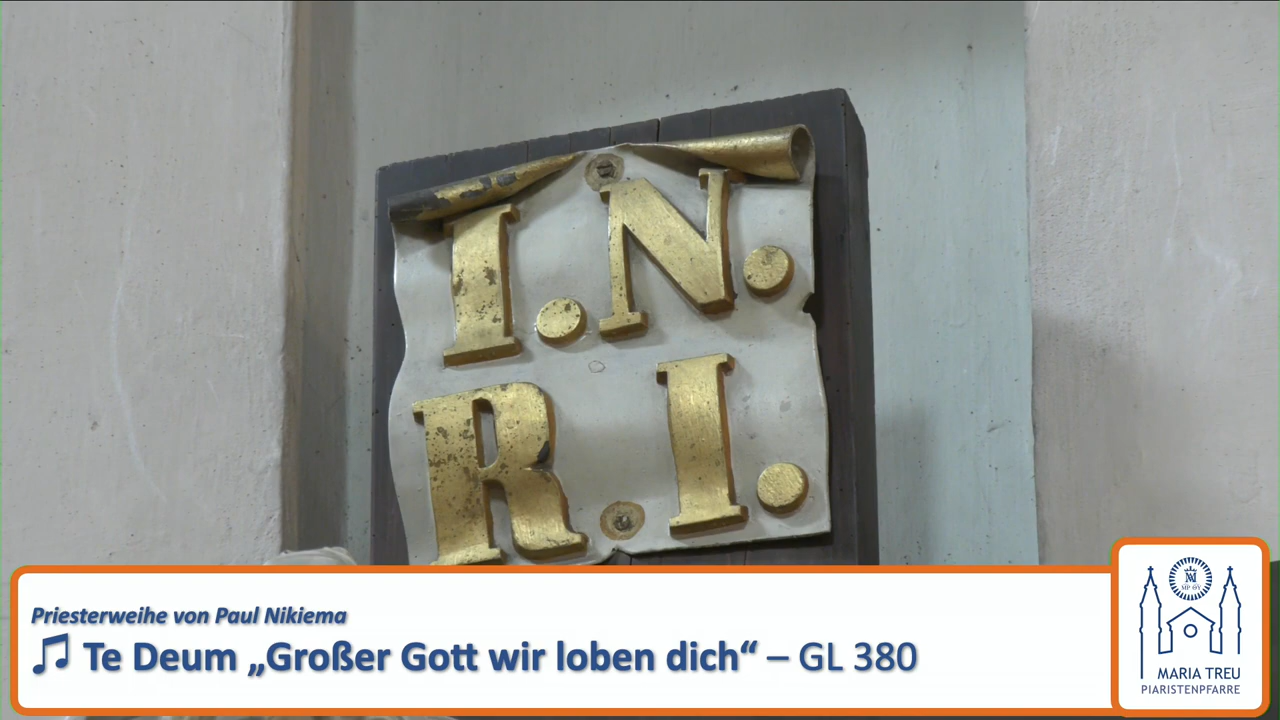 I.N.
R.I.
Priesterweihe von Paul Nikiema
♫ Te Deum „Großer Gott wir loben dich“ – GL 380
MARIA TREU
PIARISTENPFARRE